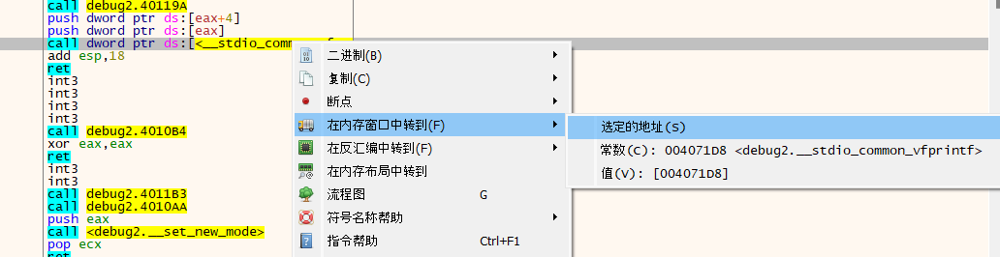 call debug2.40119A
push dword ptr ds:[eax+4]
push dword ptr ds:[eax]
call dword ptr ds:[<__stdio_comm
add esp,18
ret
int3
int3
int3
int3
call debug2.4010B4
xor eax,eax
ret
int3
int3
call debug2.4011B3
call debug2.4010AA
push eax
call <debug2.__set_new_mode>
pop ecx
ret
二进制(B)
复制(C)
断点
在内存窗口中转到(F)
在反汇编中转到(F)
在内存布局中转到
流程图 G
符号名称帮助
指令帮助 Ctrl+F1
选定的地址(S)
常数(C): 004071D8 <debug2.__stdio_common_vfprintf>
值(V): [004071D8]